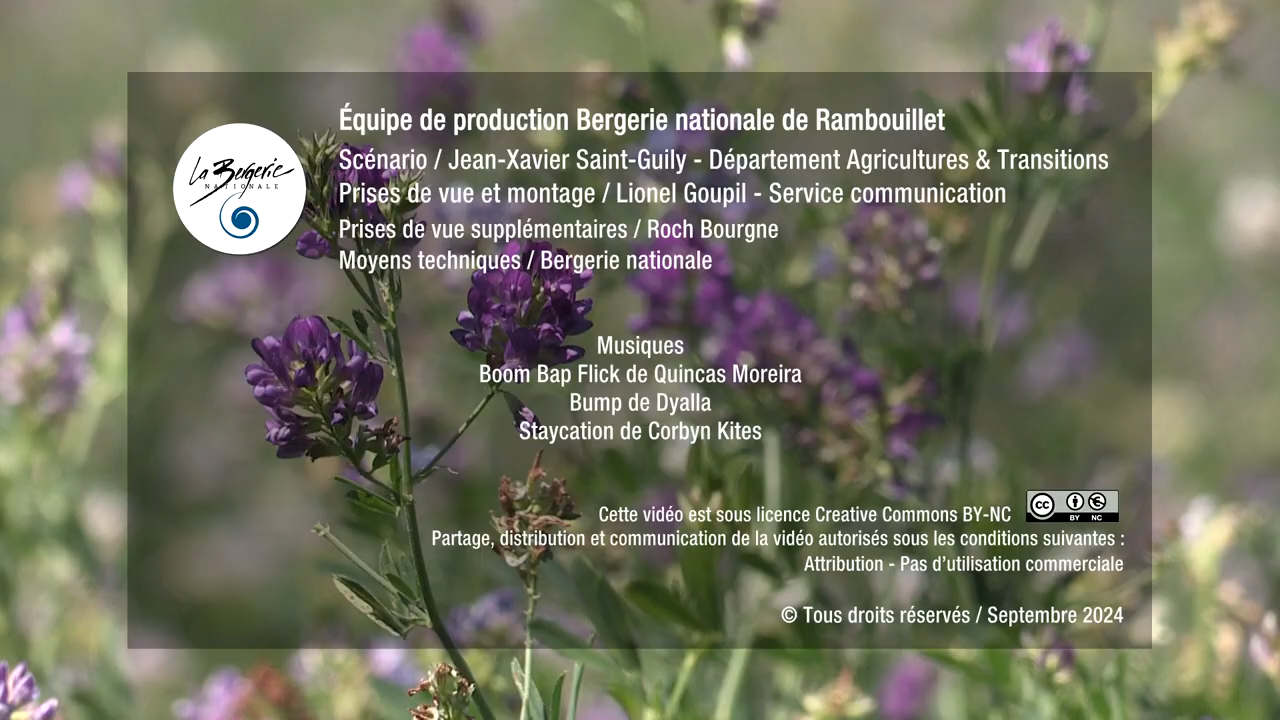 Équipe de production Bergerie nationale de Rambouillet
Scénario / Jean-Xavier Saint-Guily - Département Agricultures & Transitions
Prises de vue et montage / Lionel Goupil - Service communication
Prises de vue supplémentaires / Roch Bourgne
Moyens techniques / Bergerie nationale
La Bergerie
NATIONALE
Musiques
Boom Bap Flick de Quincas Moreira
Bump de Dyalla
Staycation de Corbyn Kites
Cette vidéo est sous licence Creative Commons BY-NC
cc
BY NC
Partage, distribution et communication de la vidéo autorisés sous les conditions suivantes :
Attribution - Pas d’utilisation commerciale
© Tous droits réservés / Septembre 2024